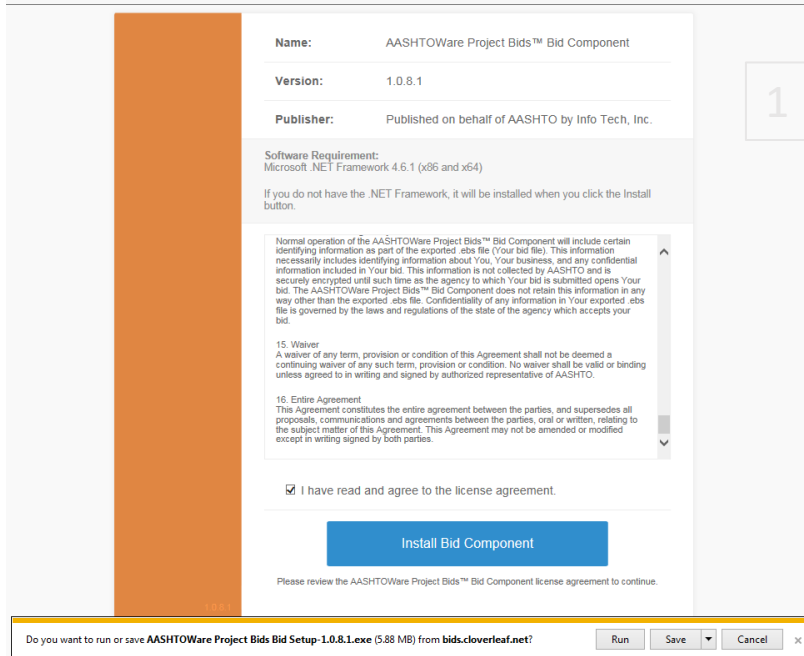 Name: AASHTOWare Project Bids™ Bid Component
1
Version: 1.0.8.1
Publisher: Published on behalf of AASHTO by Info Tech, Inc.
Software Requirement:
Microsoft .NET Framework 4.6.1 (x86 and x64)
If you do not have the .NET Framework, it will be installed when you click the Install
button.
Normal operation of the AASHTOWare Project Bids™ Bid Component will include certain
identifying information as part of the exported .ebs file (Your bid file). This information
necessarily includes identifying information about You, Your business, and any confidential
information included in Your bid. This information is not collected by AASHTO and is
securely encrypted until such time as the agency to which Your bid is submitted opens Your
bid. The AASHTOWare Project Bids™ Bid Component does not retain this information in any
way other than the exported .ebs file. Confidentiality of any information in Your exported .ebs
file is governed by the laws and regulations of the state of the agency which accepts your
bid.
15. Waiver
A waiver of any term, provision or condition of this Agreement shall not be deemed a
continuing waiver of any such term, provision or condition. No waiver shall be valid or binding
unless agreed to in writing and signed by authorized representative of AASHTO.
16. Entire Agreement
This Agreement constitutes the entire agreement between the parties, and supersedes all
proposals, communications and agreements between the parties, oral or written, relating to
the subject matter of this Agreement. This Agreement may not be amended or modified
except in writing signed by both parties.
I have read and agree to the license agreement.
Install Bid Component
Please review the AASHTOWare Project Bids™ Bid Component license agreement to continue.
Do you want to run or save AASHTOWare Project Bids Bid Setup-1.0.8.1.exe (5.88 MB) from bids.cloverleaf.net? Run Save Cancel